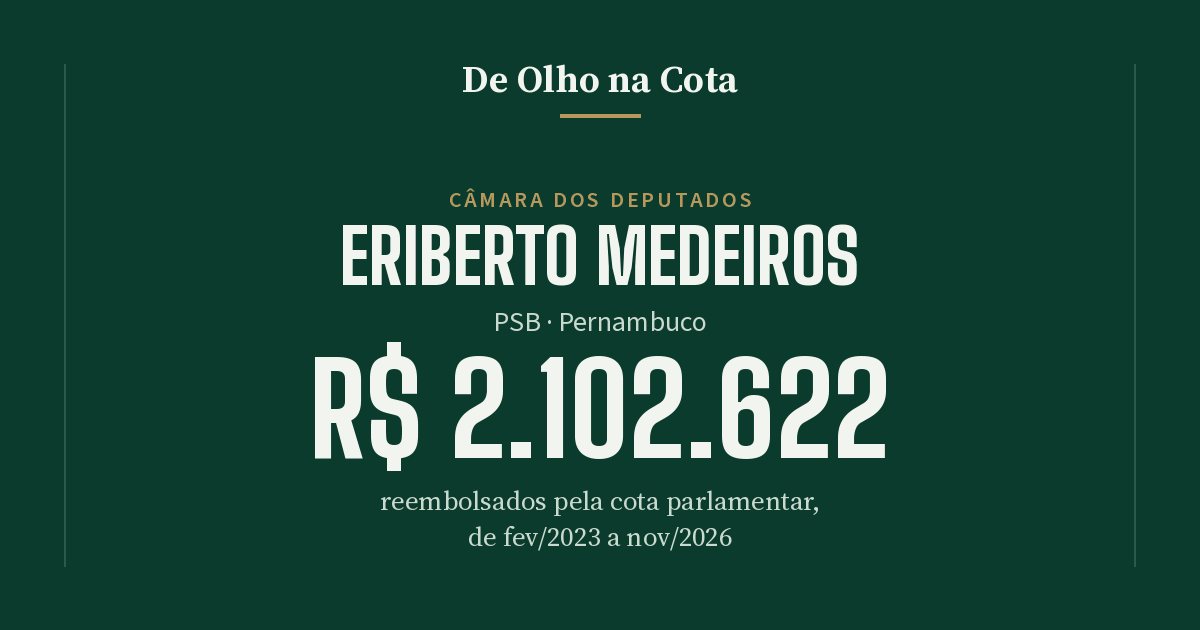 De Olho na Cota
CÂMARA DOS DEPUTADOS
ERIBERTO MEDEIROS
PSB · Pernambuco
R$ 2.102.622
reembolsados pela cota parlamentar,
de fev/2023 a nov/2026